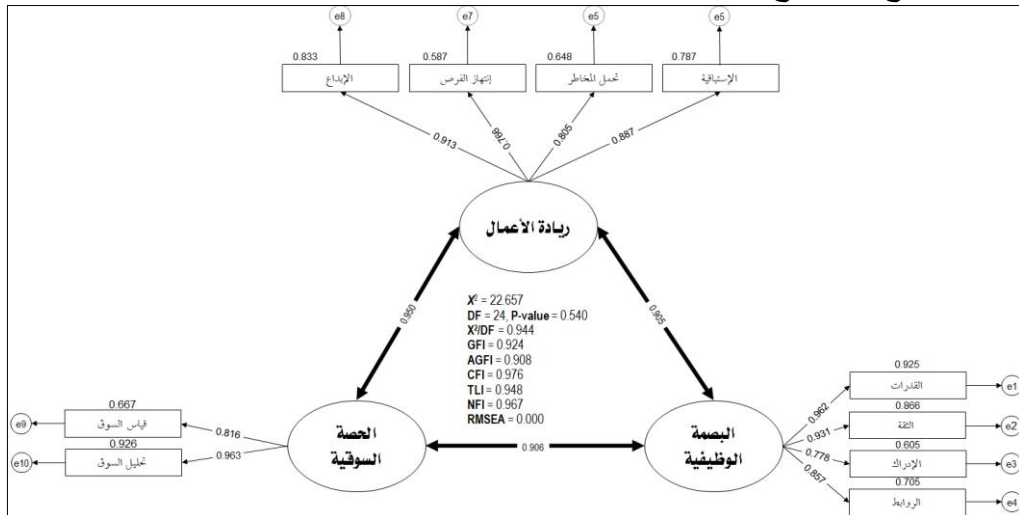 e8
e7
e5
e5
0.833
0.587
0.648
0.787
الإبداع
إنتهاز الفرص
تحمل المخاطر
الإستباقية
0.913
0.766
0.805
0.887
ريادة الأعمال
0.950
0.905
X² = 22.657
DF = 24, P-value = 0.540
X²/DF = 0.944
GFI = 0.924
AGFI = 0.908
CFI = 0.976
TLI = 0.948
NFI = 0.967
RMSEA = 0.000
0.667
e9
قياس السوق
0.816
0.926
e10
تحليل السوق
0.963
الحصة
السوقية
0.906
البصمة
الوظيفية
0.925
القدرات
e1
0.962
0.866
الثقة
e2
0.931
0.605
الإدراك
e3
0.778
0.705
الروابط
e4
0.857